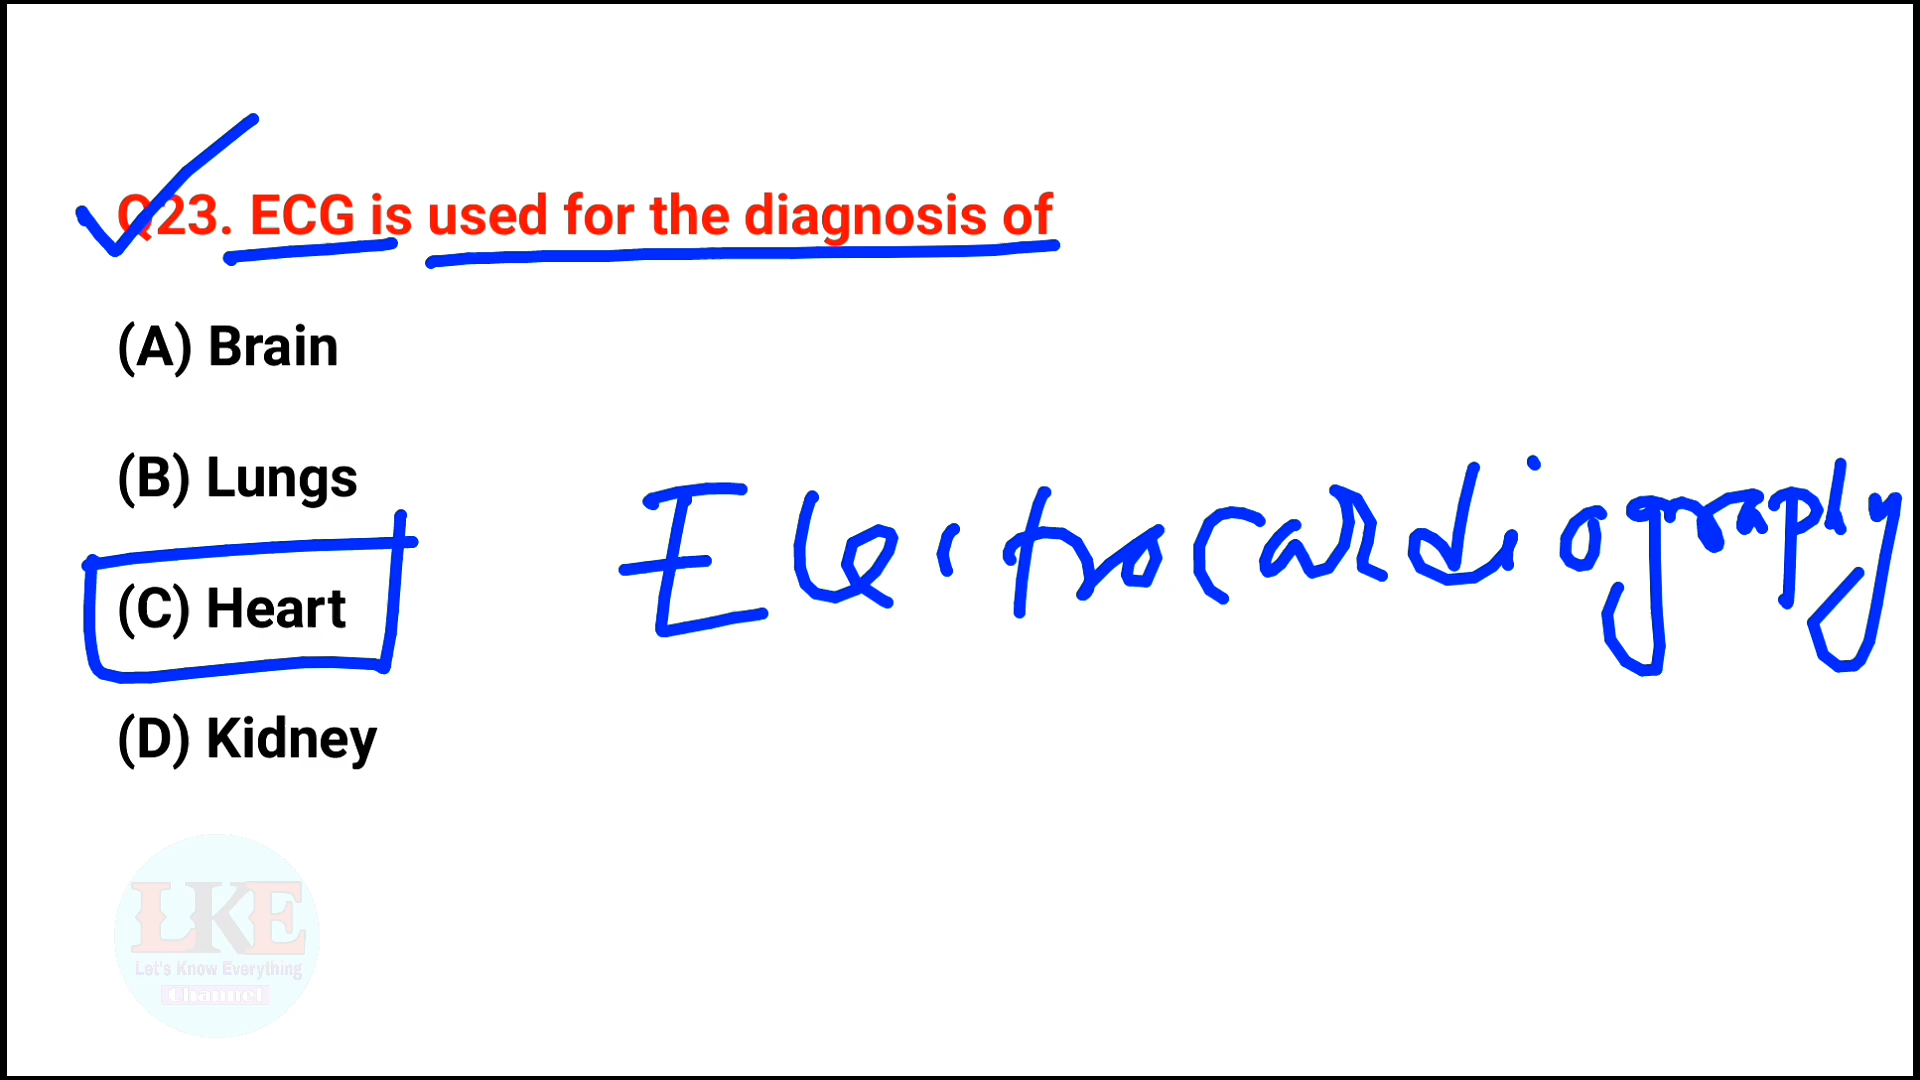 Q23. ECG is used for the diagnosis of
(A) Brain
(B) Lungs
(C) Heart
Electrocardiography
(D) Kidney
LKE
Let's Know Everything
Channel